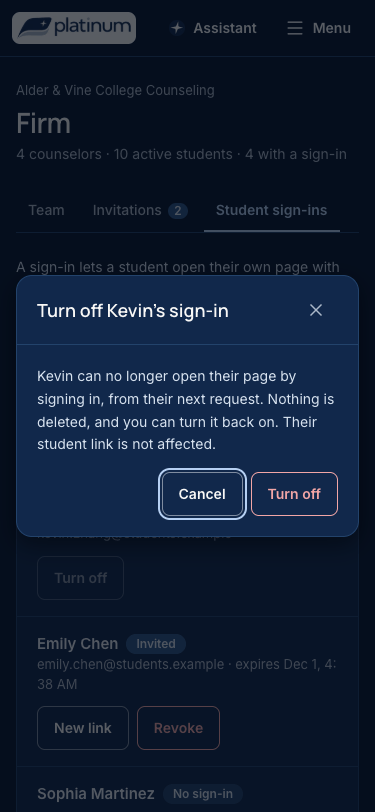 platinum
Assistant
Menu
Alder & Vine College Counseling
Firm
4 counselors · 10 active students · 4 with a sign-in
Team
Invitations 2
Student sign-ins
A sign-in lets a student open their own page with
Turn off Kevin's sign-in
Kevin can no longer open their page by
signing in, from their next request. Nothing is
deleted, and you can turn it back on. Their
student link is not affected.
Cancel
Turn off
Turn off
Emily Chen Invited
emily.chen@students.example · expires Dec 1, 4:
38 AM
New link
Revoke
Sophia Martinez No sign-in